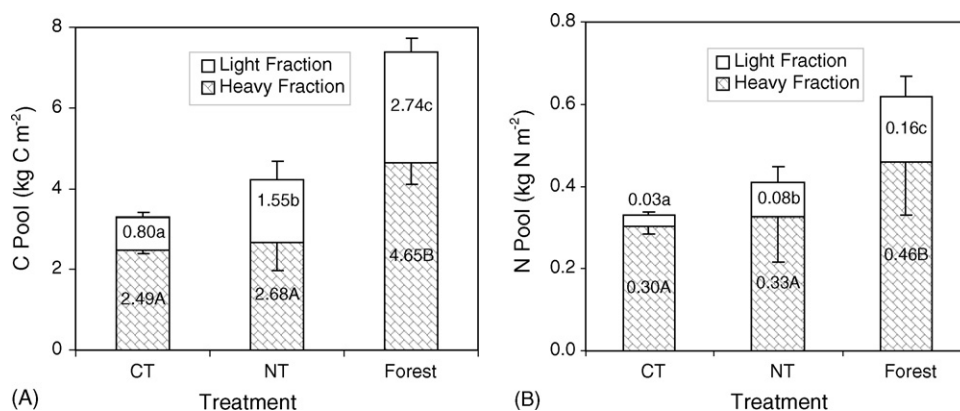 8
6
4
2
0
C Pool (kg C m⁻²)
Light Fraction
Heavy Fraction
0.80a
2.49A
1.55b
2.68A
2.74c
4.65B
CT
NT
Forest
(A)
Treatment
0.8
0.6
0.4
0.2
0.0
N Pool (kg N m⁻²)
Light Fraction
Heavy Fraction
0.03a
0.30A
0.08b
0.33A
0.16c
0.46B
CT
NT
Forest
(B)
Treatment